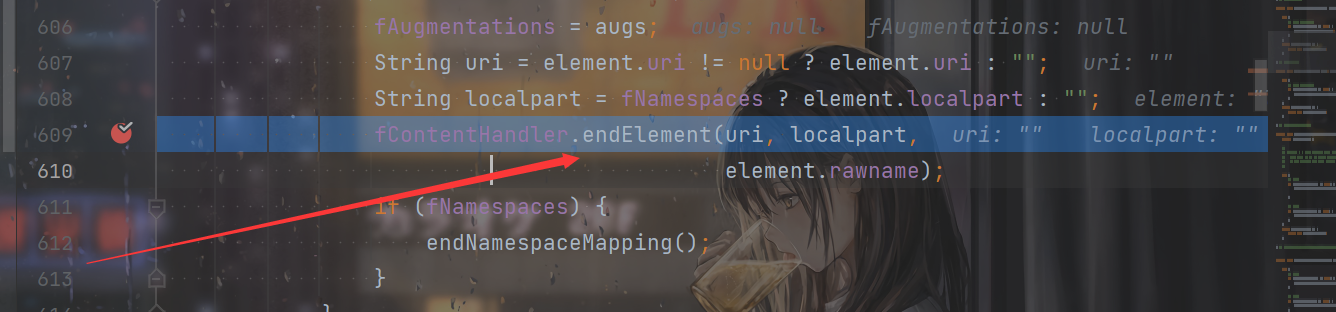 606 fAugmentations = augs; augs: null fAugmentations: null
607 String uri = element.uri != null ? element.uri : ""; uri: ""
608 String localpart = fNamespaces ? element.localpart : ""; element: "
609 fContentHandler.endElement(uri, localpart, uri: "" localpart: ""
610 element.rawname);
611 if (fNamespaces) {
612 endNamespaceMapping();
613 }
}